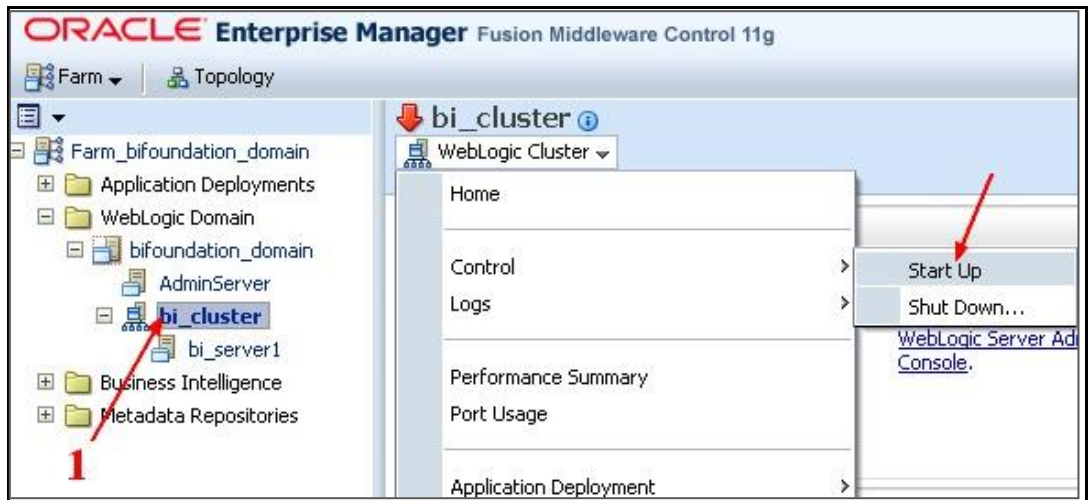 ORACLE Enterprise Manager Fusion Middleware Control 11g
Farm Topology
bi_cluster
WebLogic Cluster
Farm_bifoundation_domain
Application Deployments
WebLogic Domain
bifoundation_domain
AdminServer
bi_cluster
bi_server1
Business Intelligence
Metadata Repositories
1
Home
Control
Logs
Performance Summary
Port Usage
Application Deployment
Start Up
Shut Down...
WebLogic Server
Console.